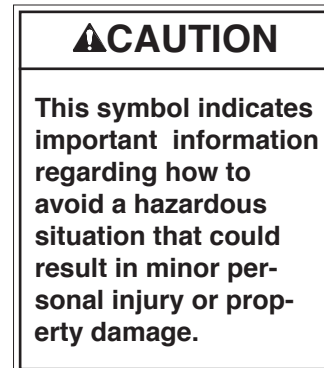 ⚠CAUTION
This symbol indicates
important information
regarding how to
avoid a hazardous
situation that could
result in minor per-
sonal injury or prop-
erty damage.